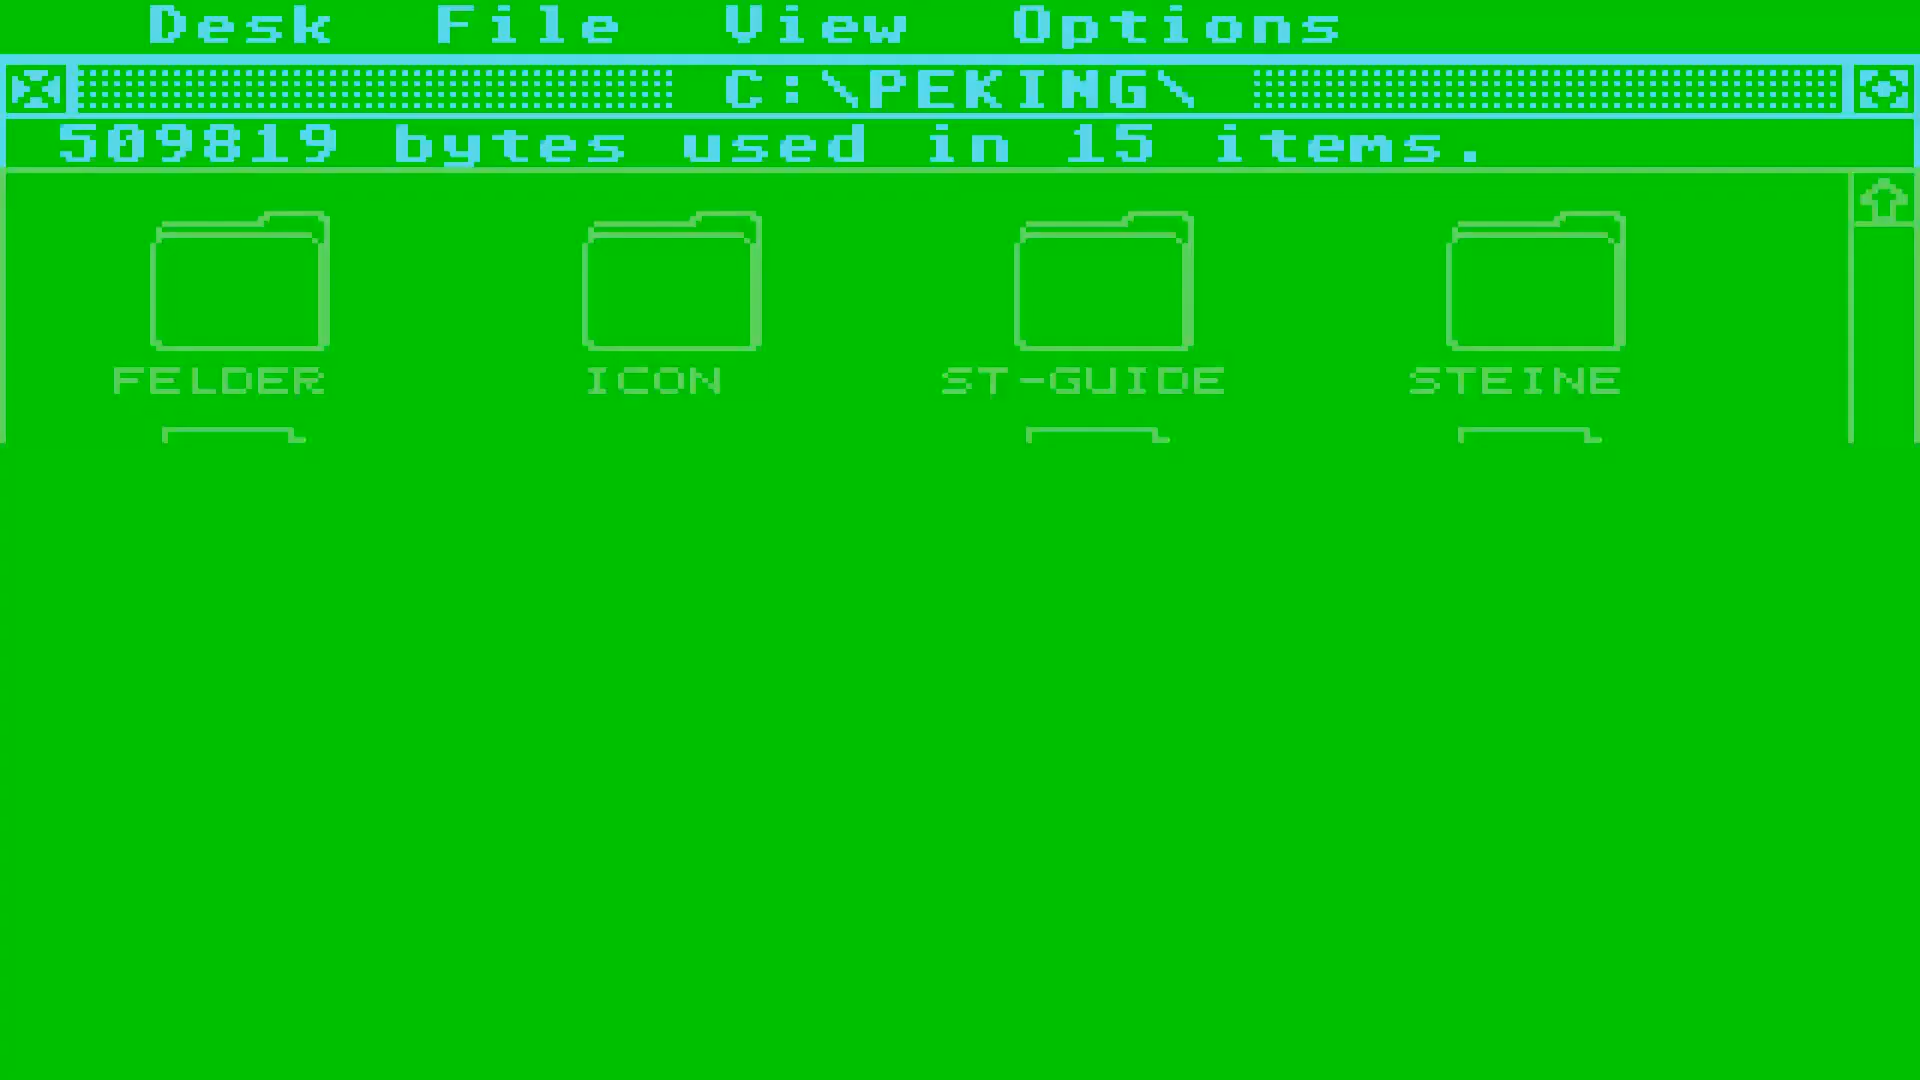 Desk File View Options
C:\PEKING\
509819 bytes used in 15 items.
FELDER ICON ST-GUIDE STEINE